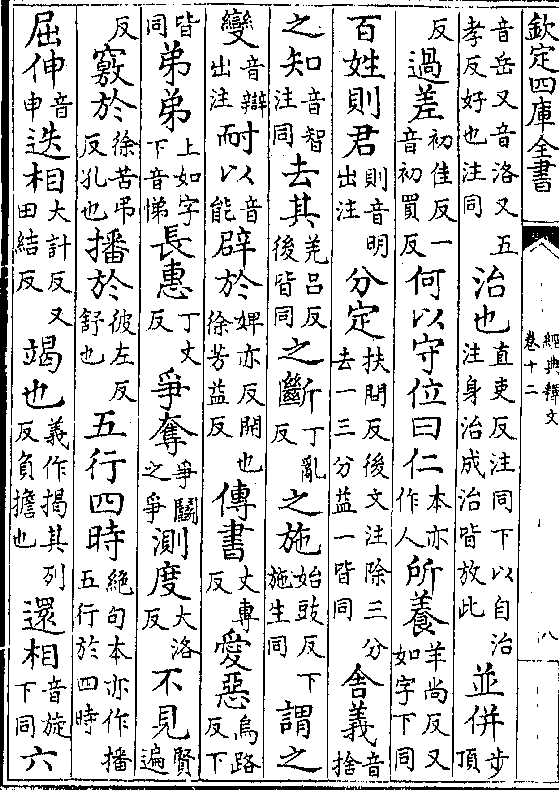 欽定四庫全書
經典釋文
卷十二
八
音岳又音洛又五孝反好也注同治也直吏反注同下以自治注身治成治皆放此並併步頂
反過差初佳反一音初買反何以守位曰仁本亦作人所養羊尚反又如字下同
百姓則君則音明出注分定扶問反後文注除三分去一三分益一皆同舍義音捨
之知音智注同去其羌呂反後皆同之斷丁亂反之施始豉反下施生同謂之
變音辯出注耐以音能辟於婢亦反開也徐芳益反傳書丈專反愛惡烏路反下
皆同弟弟上如字下音悌長惠丁丈反爭奪爭鬭之爭測度大洛反不見賢遍
反竅於徐苦弔反孔也播於彼左反舒也五行四時絕句本亦作播五行於四時
屈伸音申迭相大計反又田結反竭也義作揭其列反負擔也還相音旋下同六